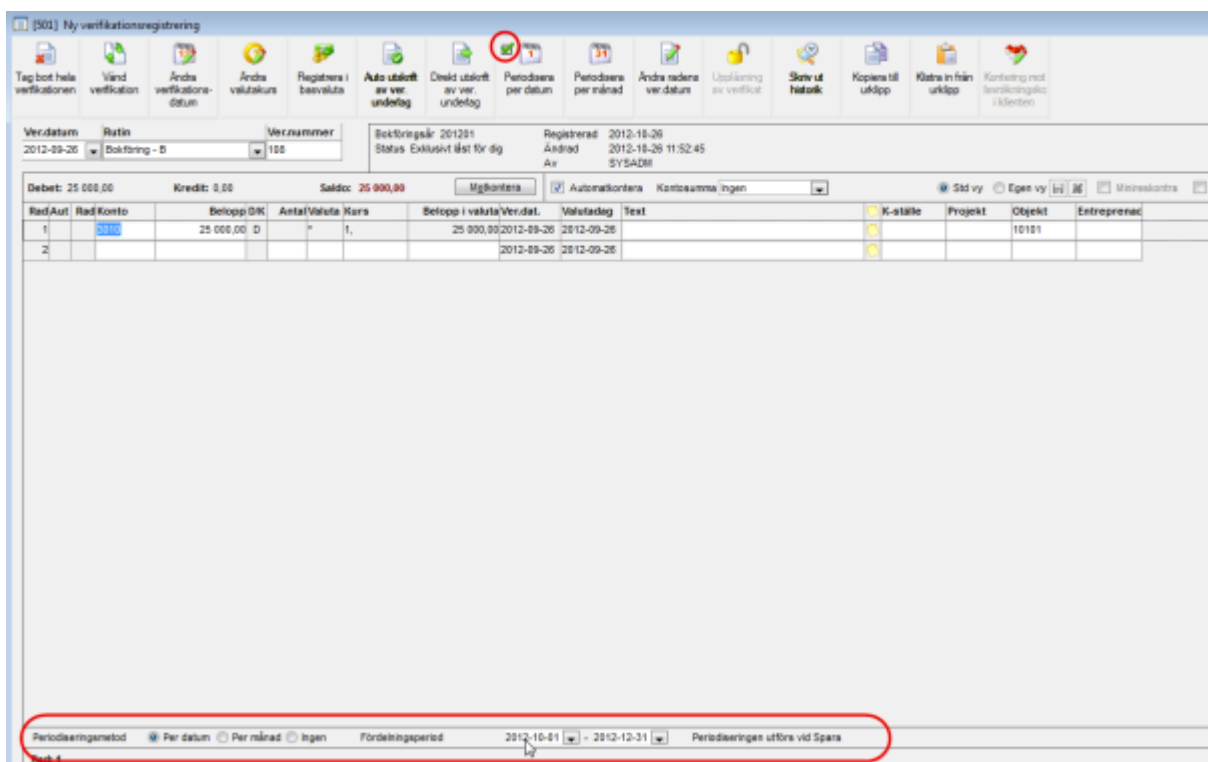 [501] Ny verifikationsregistrering
Tag bort hela verifikationen
Vänd verifikation
Ändra verifikations-datum
Ändra valutakurs
Registrera i basvaluta
Auto utskrift av ver. underlag
Direkt utskrift av ver. underlag
Periodisera per datum
Periodisera per månad
Ändra radens ver.datum
Upplåsning av verifikat
Skriv ut historik
Kopiera till urklipp
Klistra in från urklipp
Kontering mot i klienten
Ver.datum Rutin Ver.nummer
2012-09-26 Bokföring - B 108
Bokföringsår 201201 Registrerad 2012-10-26
Status Exklusivt låst för dig Ändrad 2012-10-26 11:52:45
Av SYSADM
Debet: 25 000,00 Kredit: 0,00 Saldo: 25 000,00 Mgtkontera Automatkontera Kontosumma Ingen Std vy Egen vy
Rad Aut Rad Konto Belopp D/K Antal Valuta Kurs Belopp i valuta Ver.dat. Valutadag Text K-ställe Projekt Objekt Entreprenad
1 3010 25 000,00 D * 1, 25 000,00 2012-09-26 2012-09-26 10101
2 2012-09-26 2012-09-26
Periodiseringsmetod Per datum Per månad Ingen Fördelningsperiod 2012-10-01 - 2012-12-31 Periodiseringen utförs vid Spara